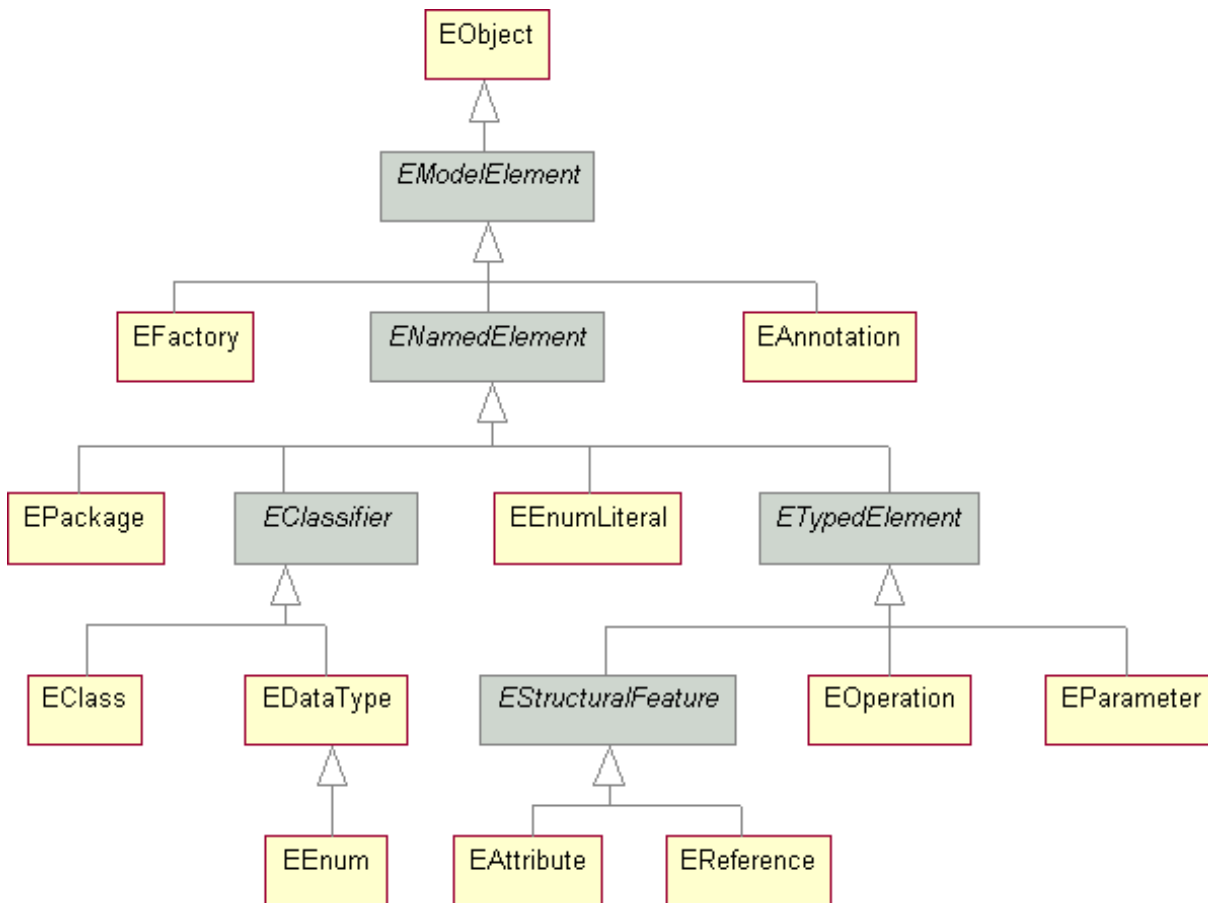 EObject
EModelElement
EFactory
ENamedElement
EAnnotation
EPackage
EClassifier
EEnumLiteral
ETypedElement
EClass
EDataType
EStructuralFeature
EOperation
EParameter
EEnum
EAttribute
EReference